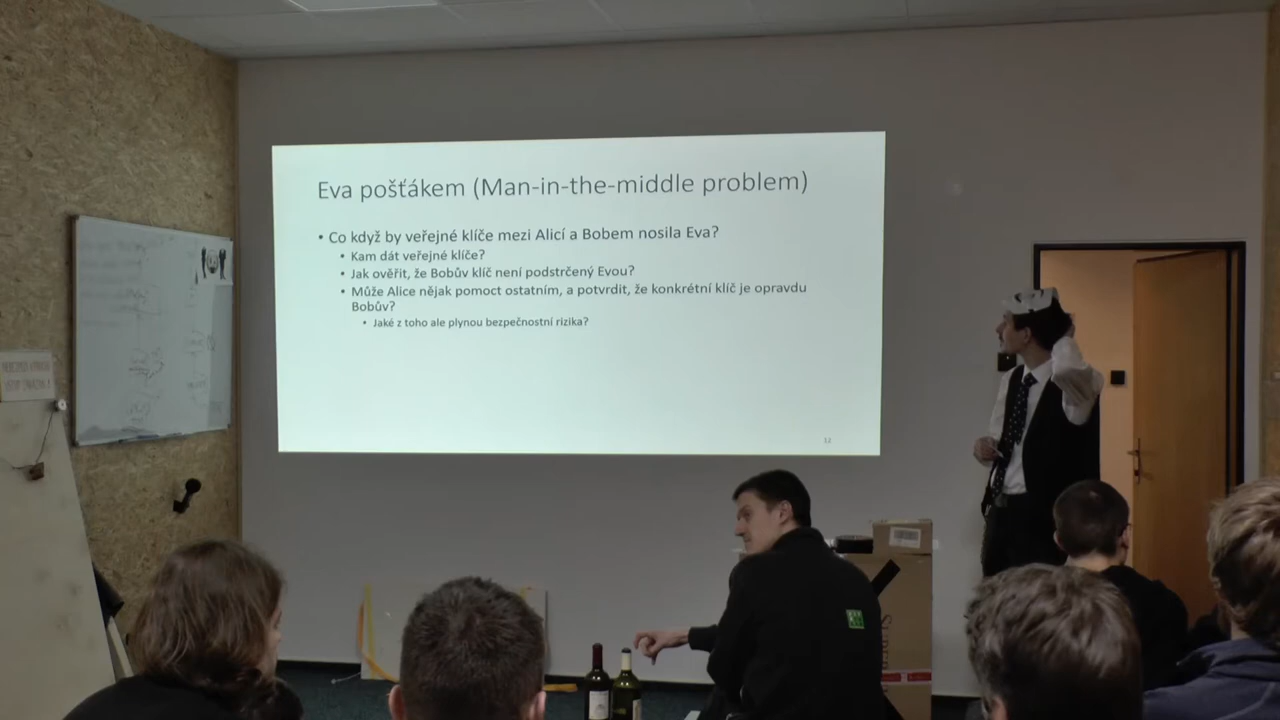 Eva pošťákem (Man-in-the-middle problem)
• Co když by veřejné klíče mezi Alicí a Bobem nosila Eva?
• Kam dát veřejné klíče?
• Jak ověřit, že Bobův klíč není podstrčený Evou?
• Může Alice nějak pomoct ostatním, a potvrdit, že konkrétní klíč je opravdu
Bobův?
• Jaké z toho ale plynou bezpečnostní rizika?
12